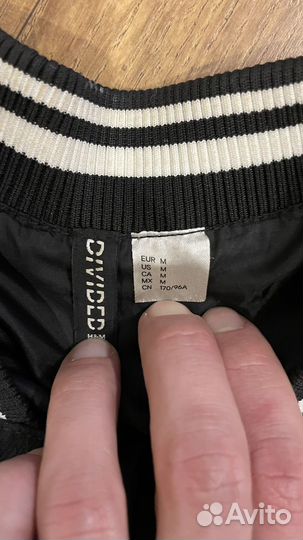 DIVIDED
H&M
EUR M
US M
CA M
MX M
CN 170/96A
Avito